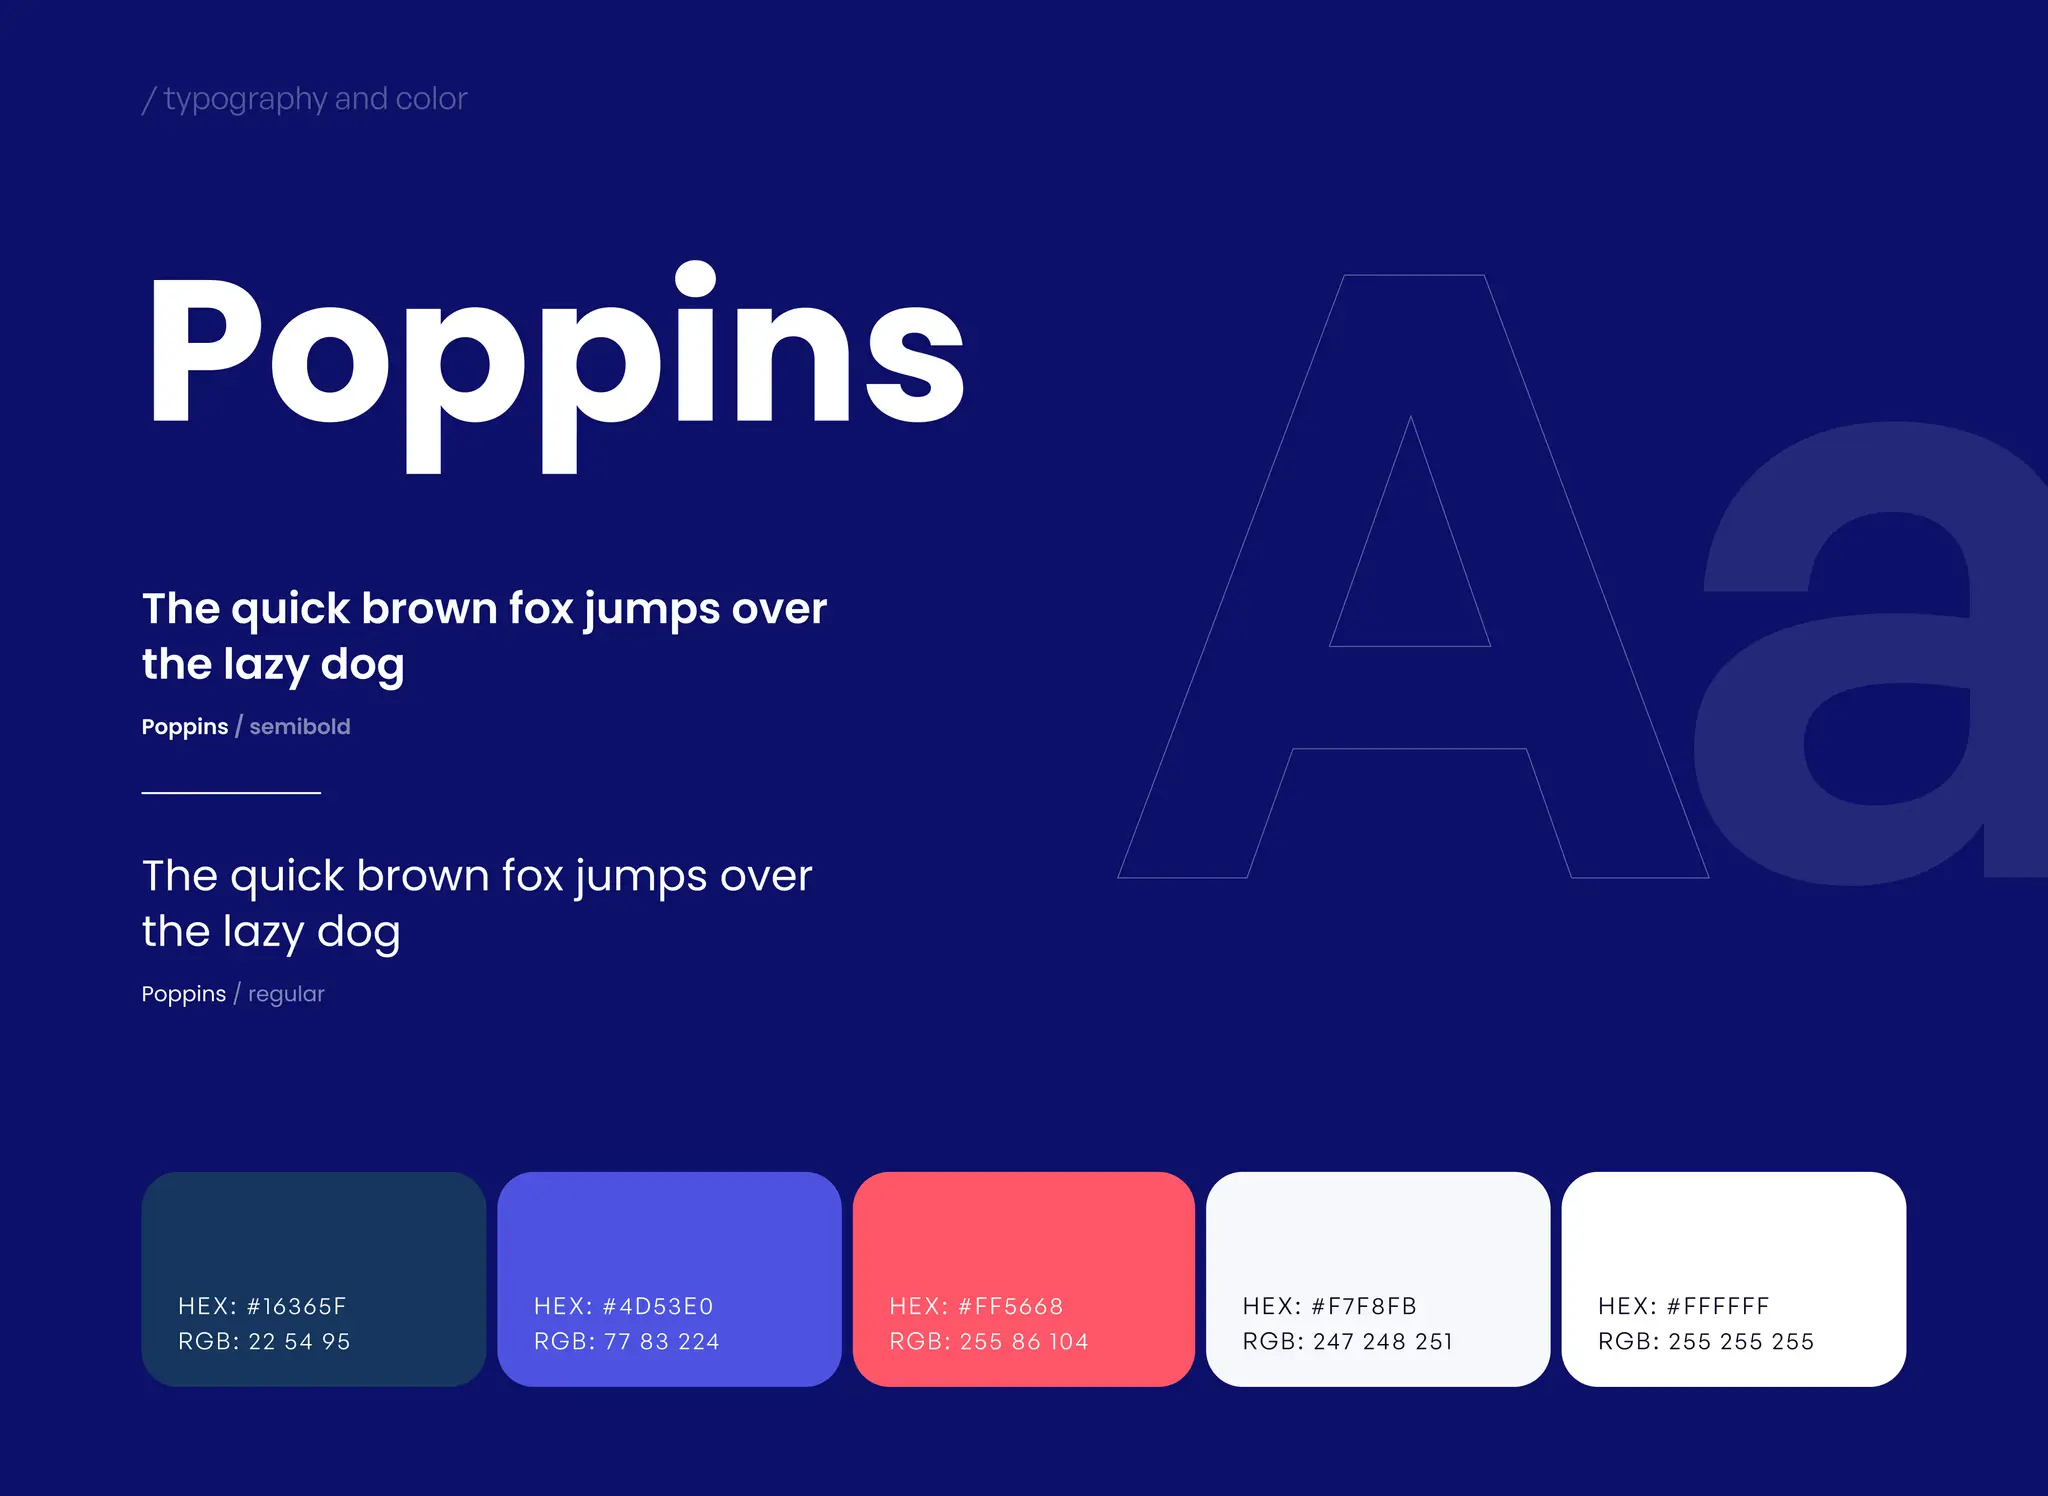 / typography and color
Poppins
Aa
The quick brown fox jumps over
the lazy dog
Poppins / semibold
The quick brown fox jumps over
the lazy dog
Poppins / regular
HEX: #16365F
RGB: 22 54 95
HEX: #4D53E0
RGB: 77 83 224
HEX: #FF5668
RGB: 255 86 104
HEX: #F7F8FB
RGB: 247 248 251
HEX: #FFFFFF
RGB: 255 255 255